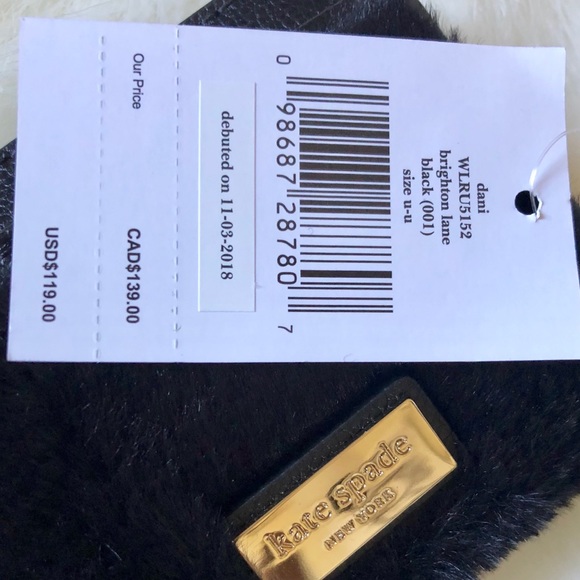 dani
WLRU5152
brighton lane
black (001)
size u-u
0 98687 28780 7
debuted on 11-03-2018
Our Price
CAD$139.00
USD$119.00
kate spade
NEW YORK